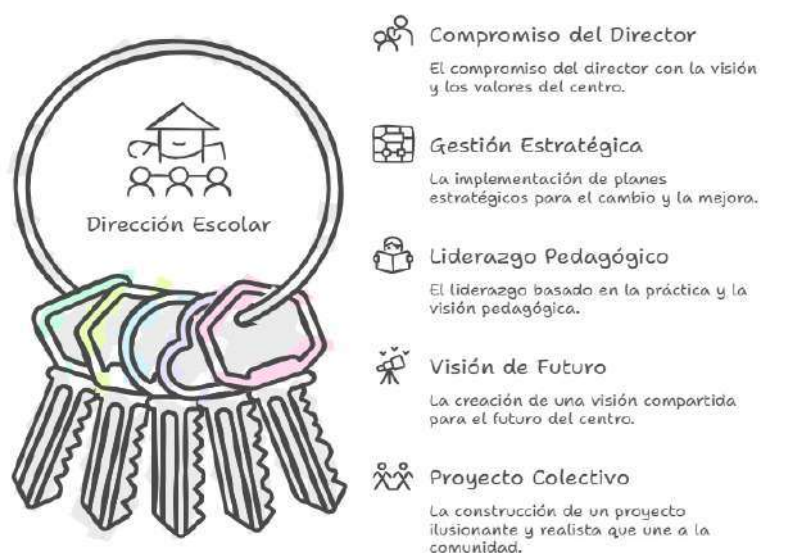 Dirección Escolar
Compromiso del Director
El compromiso del director con la visión
y los valores del centro.
Gestión Estratégica
La implementación de planes
estratégicos para el cambio y la mejora.
Liderazgo Pedagógico
El liderazgo basado en la práctica y la
visión pedagógica.
Visión de Futuro
La creación de una visión compartida
para el futuro del centro.
Proyecto Colectivo
La construcción de un proyecto
ilusionante y realista que une a la
comunidad.